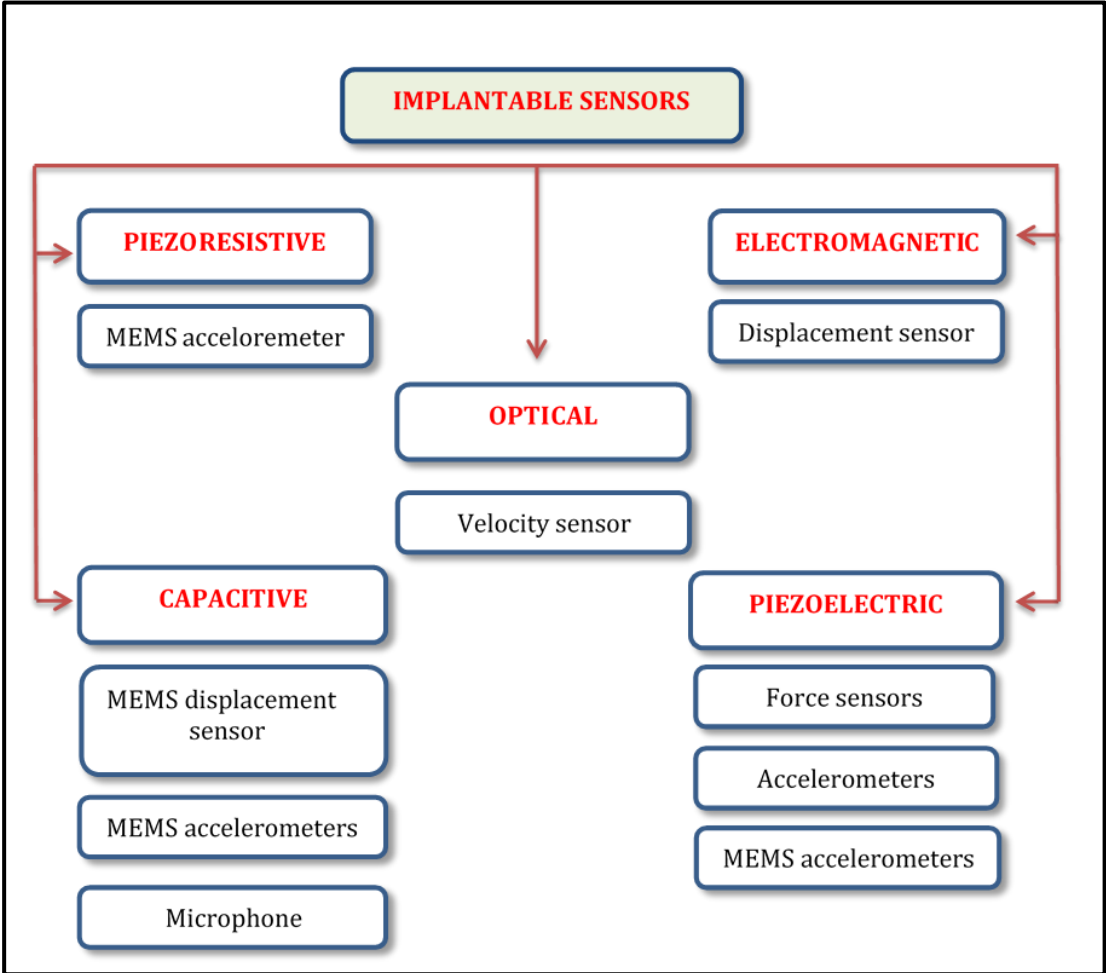 IMPLANTABLE SENSORS
PIEZORESISTIVE
MEMS acceloremeter
ELECTROMAGNETIC
Displacement sensor
OPTICAL
Velocity sensor
CAPACITIVE
MEMS displacement
sensor
MEMS accelerometers
Microphone
PIEZOELECTRIC
Force sensors
Accelerometers
MEMS accelerometers